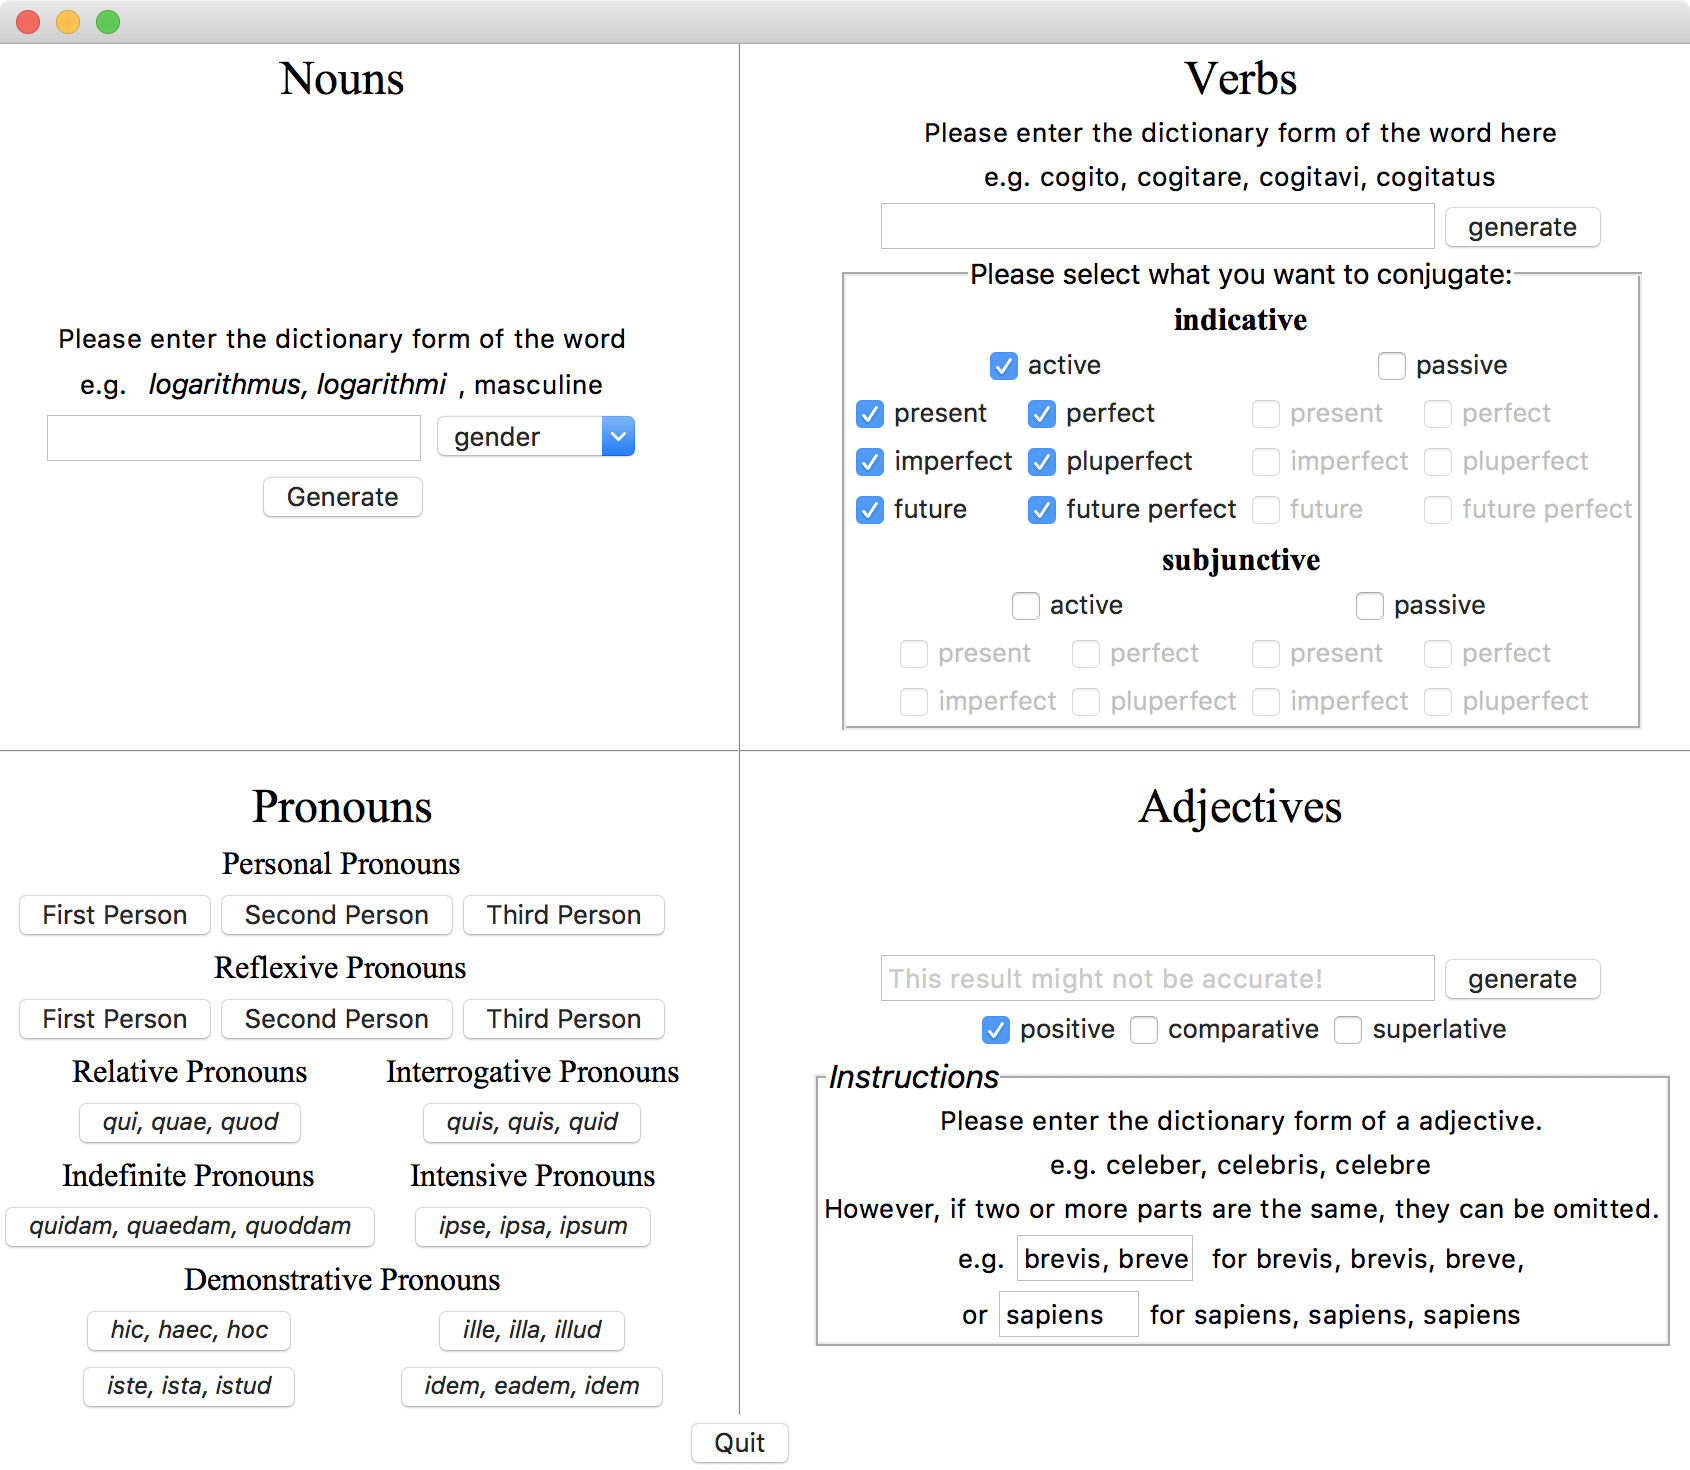 Nouns
Please enter the dictionary form of the word
e.g. logarithmus, logarithmi , masculine
gender
Generate
Verbs
Please enter the dictionary form of the word here
e.g. cogito, cogitare, cogitavi, cogitatus
generate
Please select what you want to conjugate:
indicative
active passive
present perfect present perfect
imperfect pluperfect imperfect pluperfect
future future perfect future future perfect
subjunctive
active passive
present perfect present perfect
imperfect pluperfect imperfect pluperfect
Pronouns
Personal Pronouns
First Person Second Person Third Person
Reflexive Pronouns
First Person Second Person Third Person
Relative Pronouns Interrogative Pronouns
qui, quae, quod quis, quis, quid
Indefinite Pronouns Intensive Pronouns
quidam, quaedam, quoddam ipse, ipsa, ipsum
Demonstrative Pronouns
hic, haec, hoc ille, illa, illud
iste, ista, istud idem, eadem, idem
Adjectives
This result might not be accurate! generate
positive comparative superlative
Instructions
Please enter the dictionary form of a adjective.
e.g. celeber, celebris, celebre
However, if two or more parts are the same, they can be omitted.
e.g. brevis, breve for brevis, brevis, breve,
or sapiens for sapiens, sapiens, sapiens
Quit